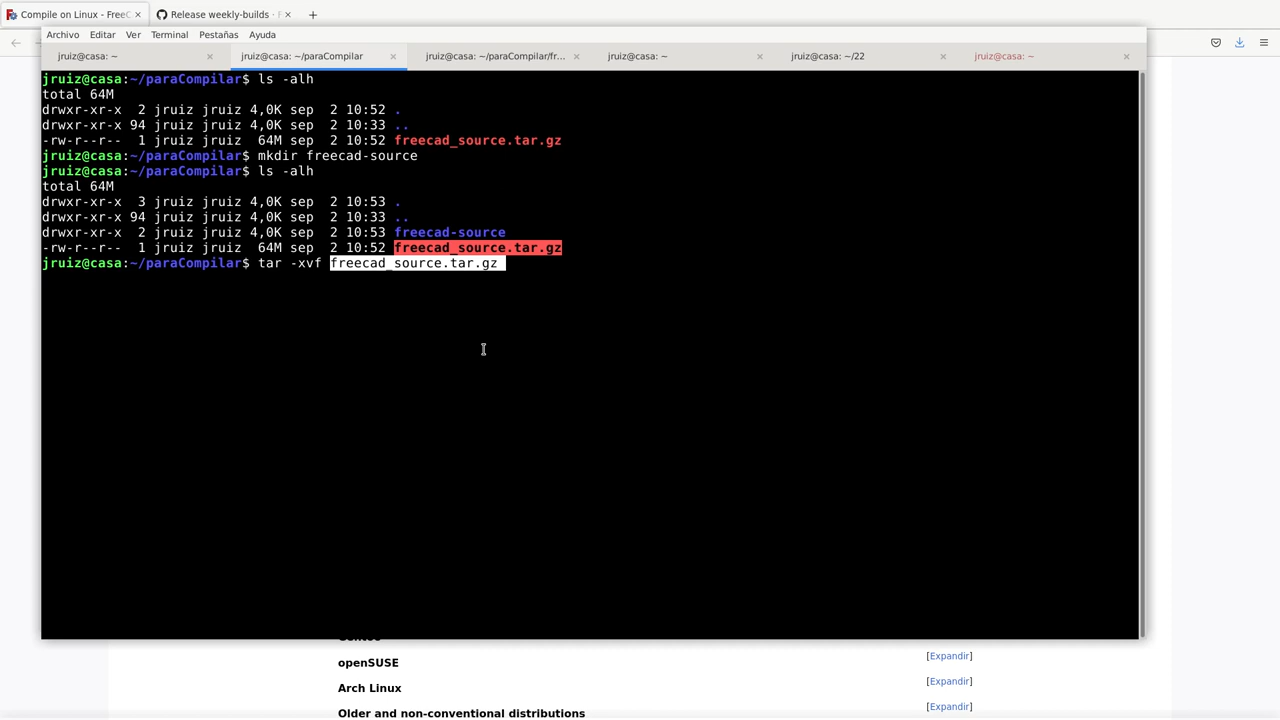 Compile on Linux - FreeC
Release weekly-builds - F
Archivo Editar Ver Terminal Pestañas Ayuda
jruiz@casa: ~
jruiz@casa: ~/paraCompilar
jruiz@casa: ~/paraCompilar/fr...
jruiz@casa: ~
jruiz@casa: ~/22
jruiz@casa: ~
jruiz@casa:~/paraCompilar$ ls -alh
total 64M
drwxr-xr-x  2 jruiz jruiz 4,0K sep  2 10:52 .
drwxr-xr-x 94 jruiz jruiz 4,0K sep  2 10:33 ..
-rw-r--r--  1 jruiz jruiz  64M sep  2 10:52 freecad_source.tar.gz
jruiz@casa:~/paraCompilar$ mkdir freecad-source
jruiz@casa:~/paraCompilar$ ls -alh
total 64M
drwxr-xr-x  3 jruiz jruiz 4,0K sep  2 10:53 .
drwxr-xr-x 94 jruiz jruiz 4,0K sep  2 10:33 ..
drwxr-xr-x  2 jruiz jruiz 4,0K sep  2 10:53 freecad-source
-rw-r--r--  1 jruiz jruiz  64M sep  2 10:52 freecad_source.tar.gz
jruiz@casa:~/paraCompilar$ tar -xvf freecad_source.tar.gz
[Expandir]
openSUSE
[Expandir]
Arch Linux
[Expandir]
Older and non-conventional distributions